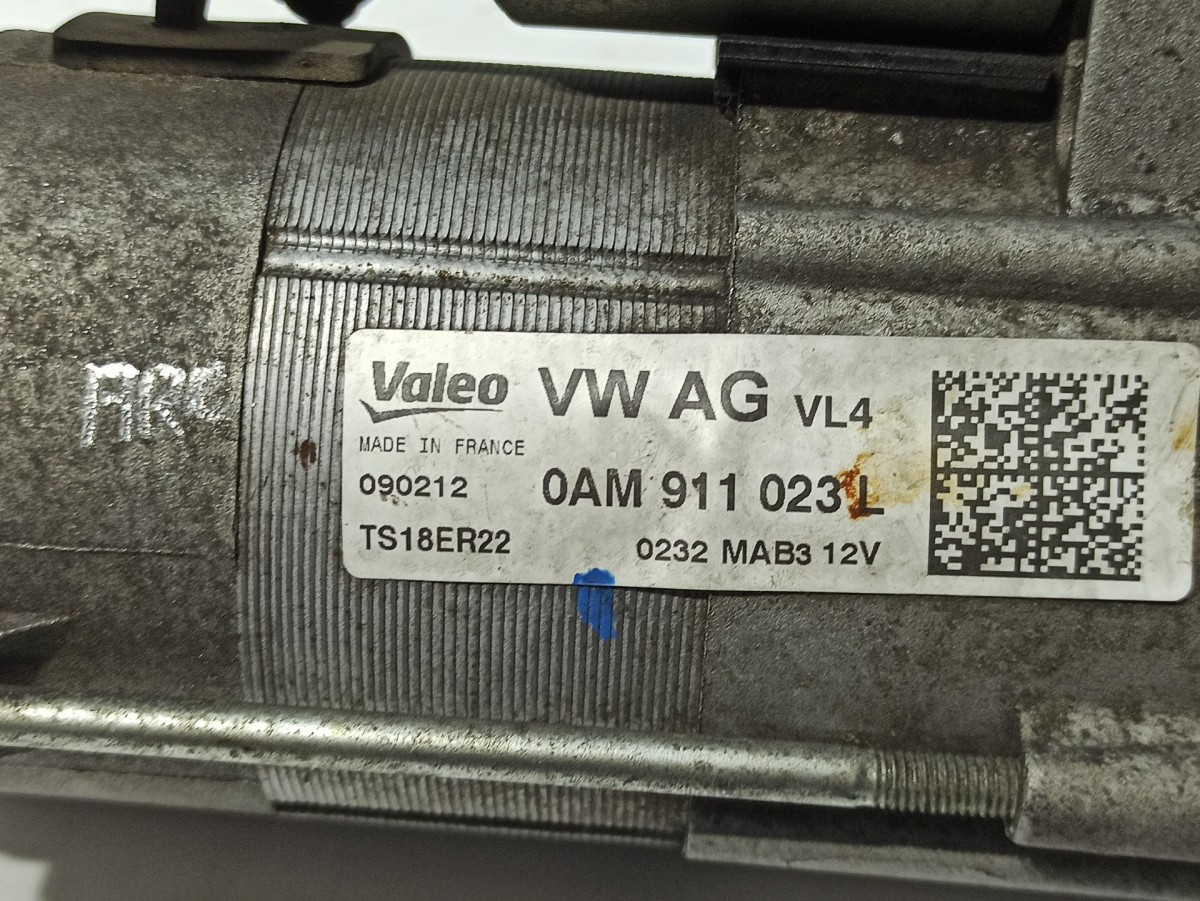 Valeo VW AG VL4
MADE IN FRANCE
090212 0AM 911 023 L
TS18ER22 0232 MAB3 12V